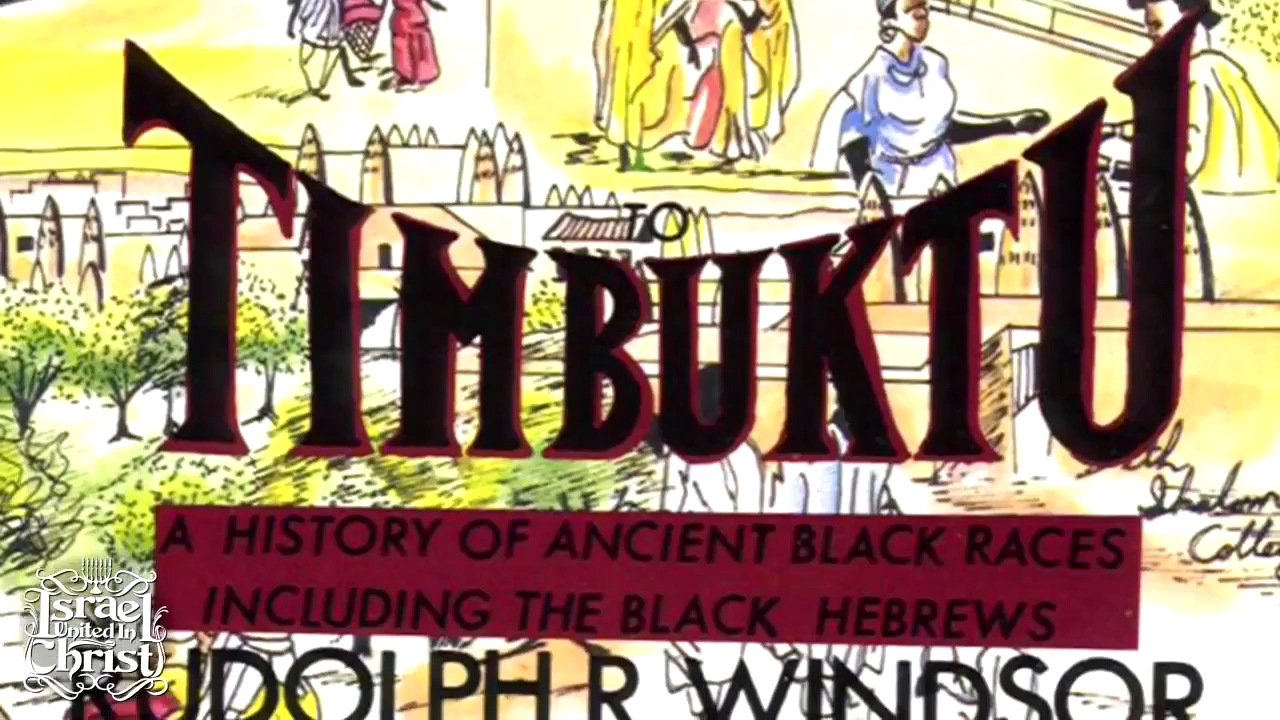 TO
TIMBUKTU
A HISTORY OF ANCIENT BLACK RACES
INCLUDING THE BLACK HEBREWS
RUDOLPH R. WINDSOR
Israel
United In
Christ